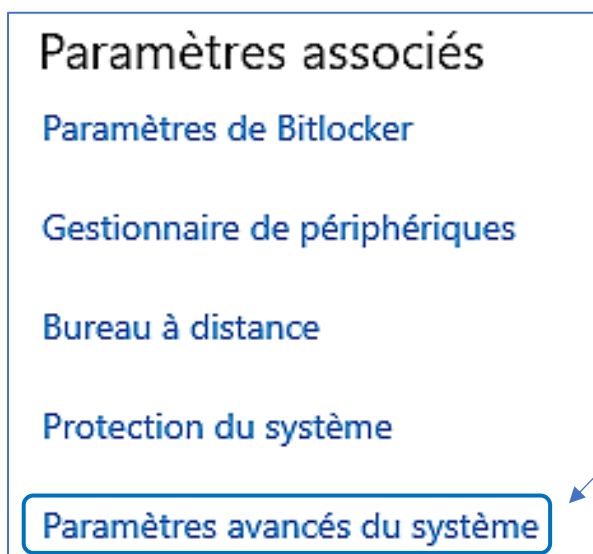 Paramètres associés
Paramètres de Bitlocker
Gestionnaire de périphériques
Bureau à distance
Protection du système
Paramètres avancés du système